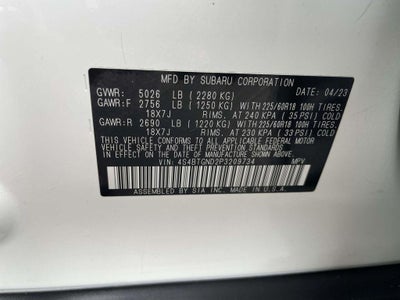 MFD BY SUBARU CORPORATION 04/23
GVWR: 5026 LB (2280 KG)
GAWR:F 2756 LB (1250 KG) WITH 225/60R18 100H TIRES.
18X7J RIMS, AT 240 KPA (35 PSI) COLD
GAWR:R 2690 LB (1220 KG) WITH 225/60R18 100H TIRES.
18X7J RIMS, AT 230 KPA (33 PSI) COLD
THIS VEHICLE CONFORMS TO ALL
APPLICABLE FEDERAL MOTOR VEHICLE
SAFETY STANDARDS IN EFFECT ON THE
DATE OF MANUFACTURE SHOWN ABOVE.
VIN: 4S4BTGND2P3209734 MPV
ASSEMBLED BY SIA INC. MADE IN